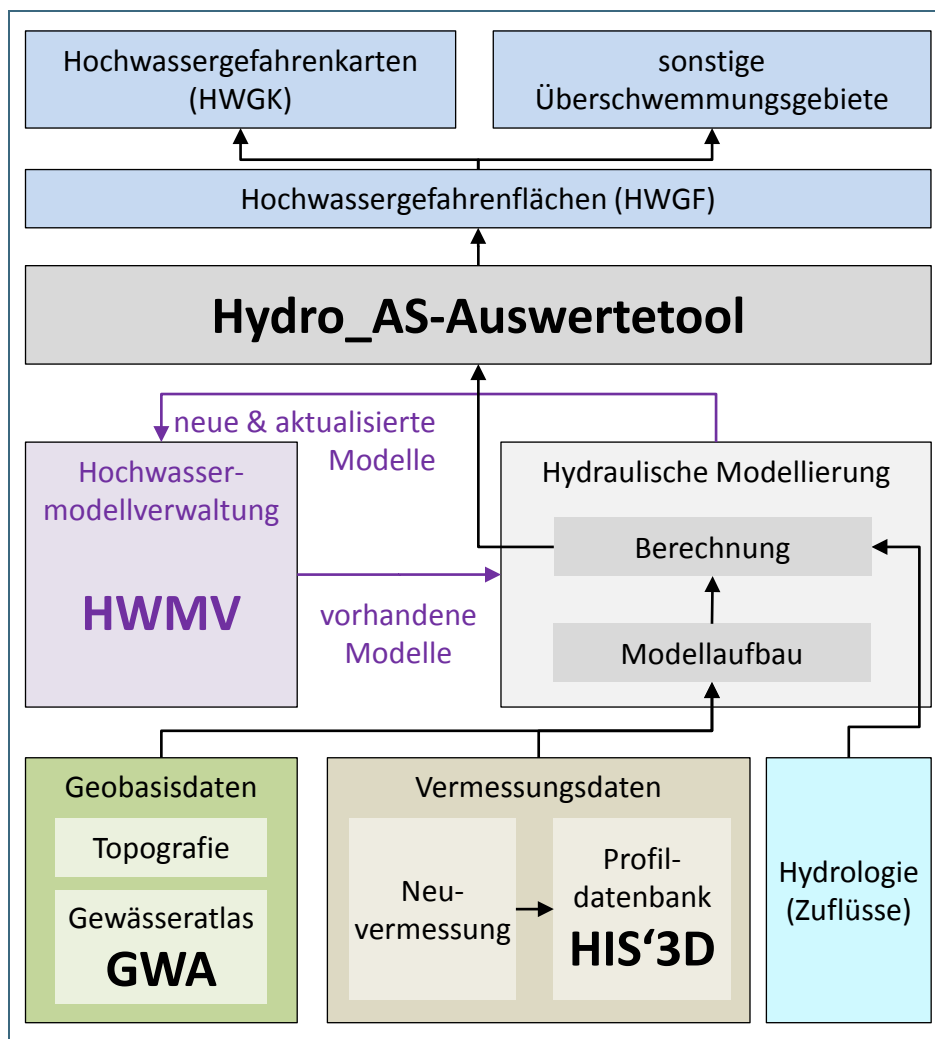 Hochwassergefahrenkarten
(HWGK)
sonstige
Überschwemmungsgebiete
Hochwassergefahrenflächen (HWGF)
Hydro_AS-Auswertetool
neue & aktualisierte
Modelle
Hochwasser-
modellverwaltung
HWMV
vorhandene
Modelle
Hydraulische Modellierung
Berechnung
Modellaufbau
Geobasisdaten
Topografie
Gewässeratlas
GWA
Vermessungsdaten
Neu-
vermessung
Profil-
datenbank
HIS‘3D
Hydrologie
(Zuflüsse)